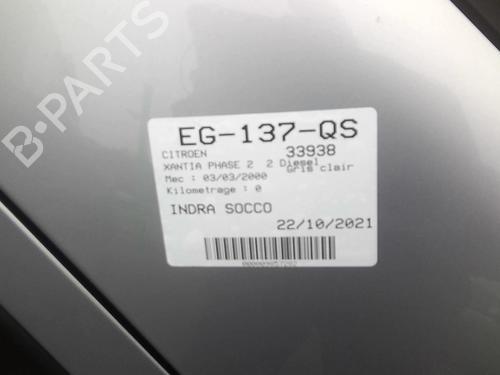 EG-137-QS
CITROEN 33938
XANTIA PHASE 2 2 Diesel
Gris clair
Mec : 03/03/2000
Kilometrage : 0
INDRA SOCCO
22/10/2021
B-PARTS